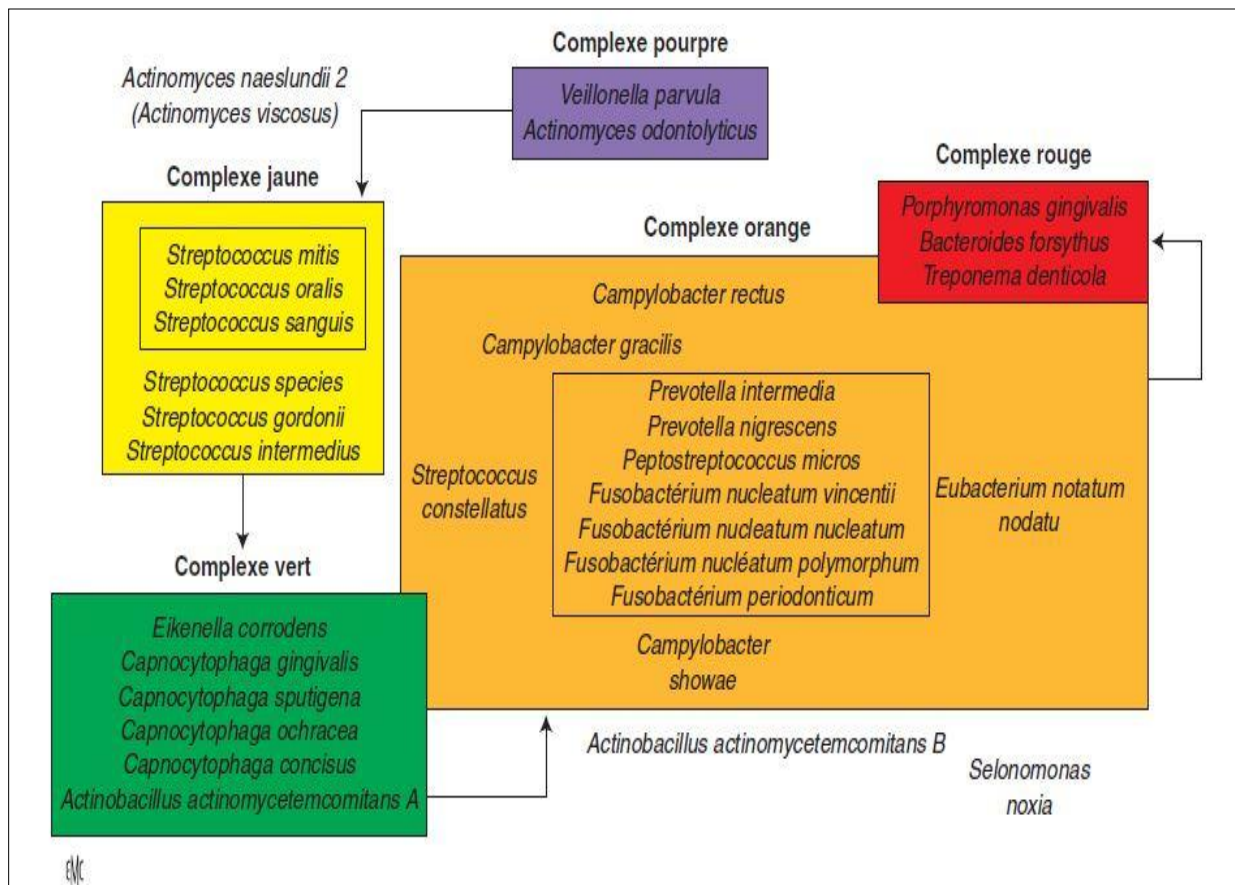 Complexe pourpre
Actinomyces naeslundii 2
(Actinomyces viscosus)
Veillonella parvula
Actinomyces odontolyticus
Complexe jaune
Streptococcus mitis
Streptococcus oralis
Streptococcus sanguis
Streptococcus species
Streptococcus gordonii
Streptococcus intermedius
Complexe rouge
Porphyromonas gingivalis
Bacteroides forsythus
Treponema denticola
Complexe orange
Campylobacter rectus
Campylobacter gracilis
Prevotella intermedia
Prevotella nigrescens
Peptostreptococcus micros
Fusobactérium nucleatum vincentii
Fusobactérium nucleatum nucleatum
Fusobactérium nucléatum polymorphum
Fusobactérium periodonticum
Streptococcus
constellatus
Eubacterium notatum
nodatu
Campylobacter
showae
Complexe vert
Eikenella corrodens
Capnocytophaga gingivalis
Capnocytophaga sputigena
Capnocytophaga ochracea
Capnocytophaga concisus
Actinobacillus actinomycetemcomitans A
Actinobacillus actinomycetemcomitans B
Selonomonas
noxia
EMC